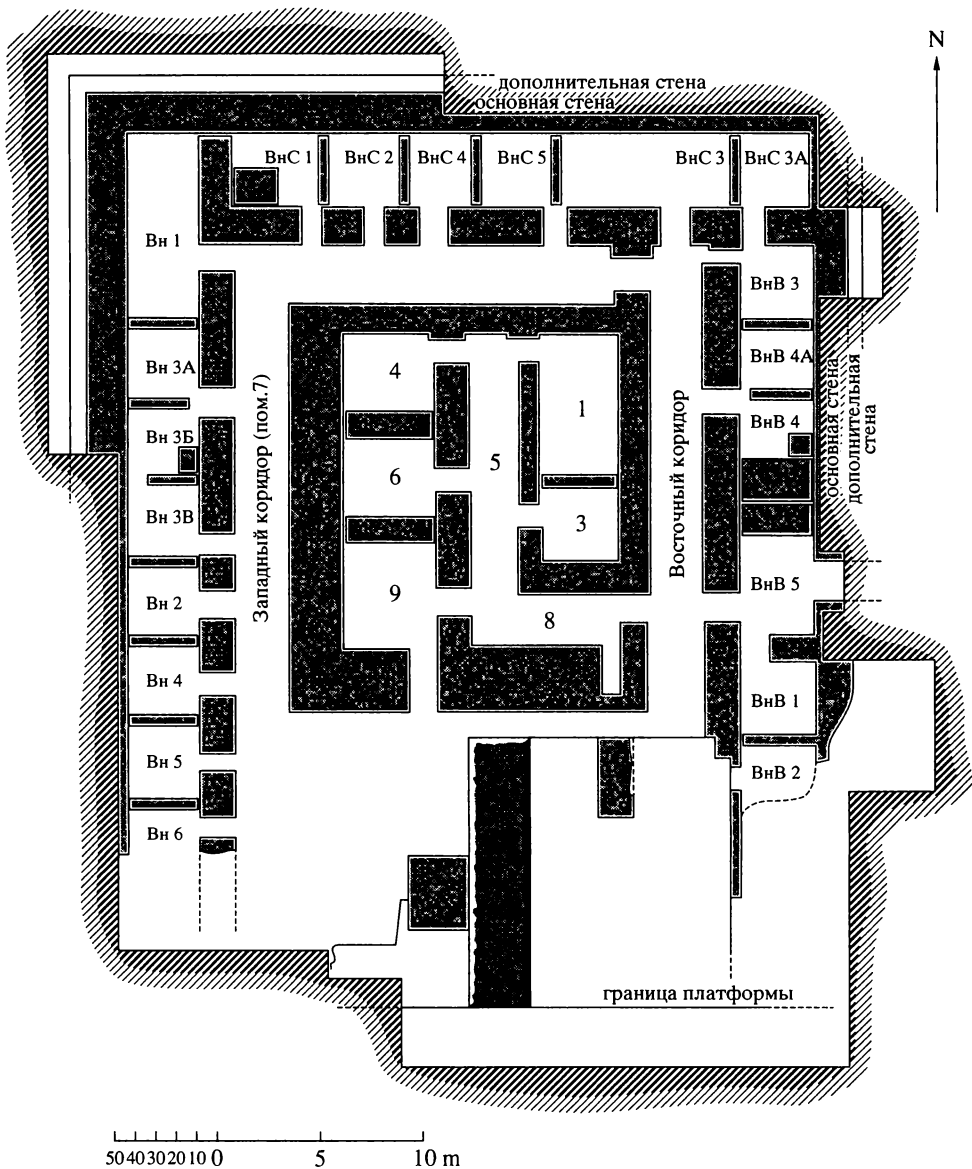 N
дополнительная стена
основная стена
ВнС 1
ВнС 2
ВнС 4
ВнС 5
ВнС 3
ВнС 3А
Вн 1
ВнВ 3
Вн 3А
4
ВнВ 4А
1
Западный коридор (пом.7)
Восточный коридор
основная стена
дополнительная
стена
ВнВ 4
Вн 3Б
5
6
Вн 3В
3
ВнВ 5
9
Вн 2
8
Вн 4
ВнВ 1
Вн 5
ВнВ 2
Вн 6
граница платформы
50 40 30 20 10 0 5 10 m